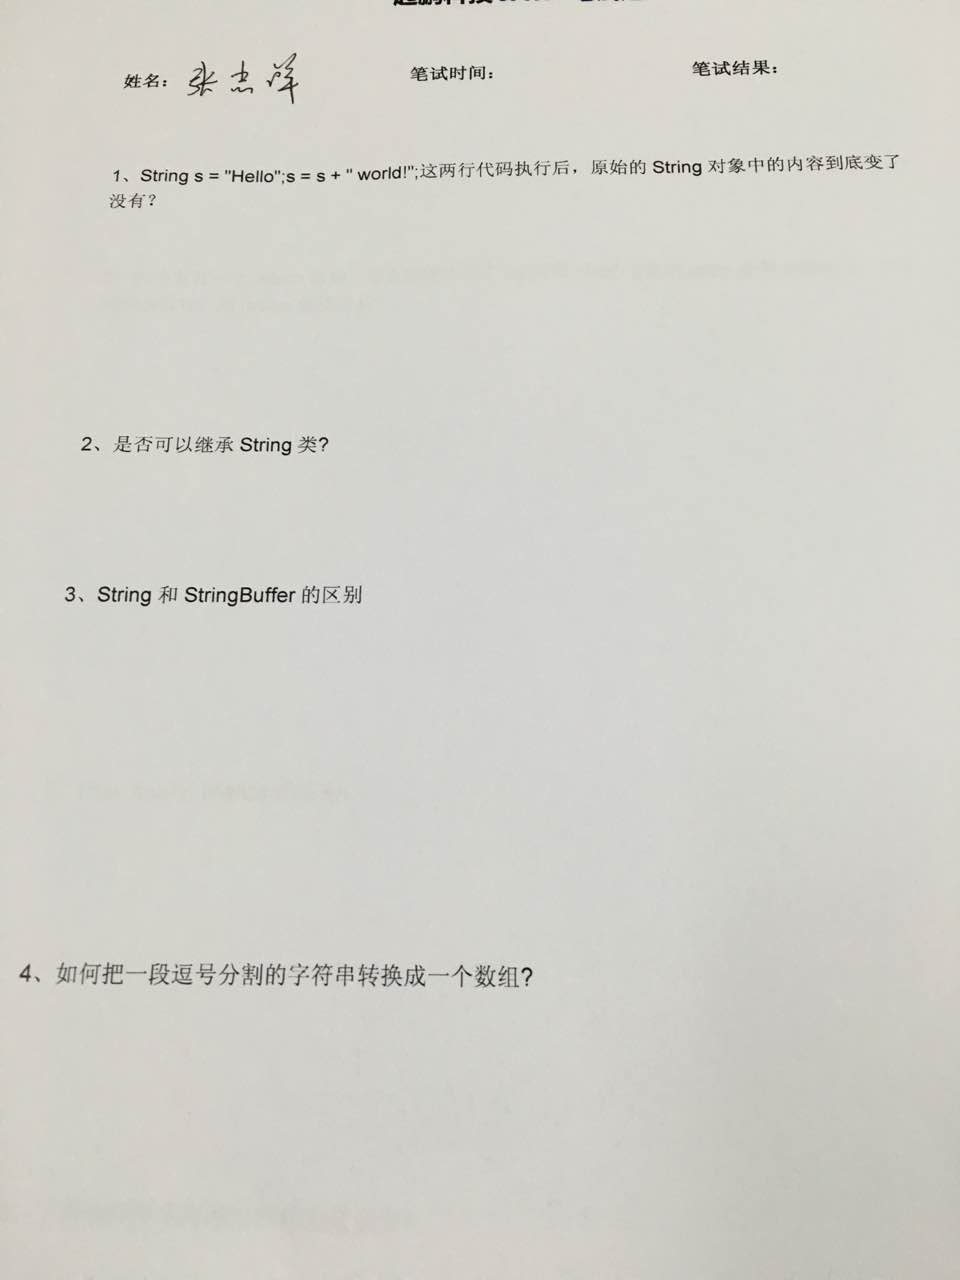 姓名：张志祥 笔试时间： 笔试结果：
1、String s = "Hello";s = s + " world!";这两行代码执行后，原始的 String 对象中的内容到底变了
没有？
2、是否可以继承 String 类?
3、String 和 StringBuffer 的区别
4、如何把一段逗号分割的字符串转换成一个数组?